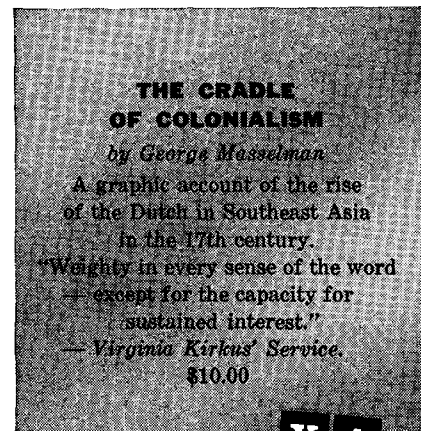 THE CRADLE
OF COLONIALISM
by George Masselman
A graphic account of the rise
of the Dutch in Southeast Asia
in the 17th century.
"Weighty in every sense of the word
— except for the capacity for
sustained interest."
— Virginia Kirkus' Service.
$10.00